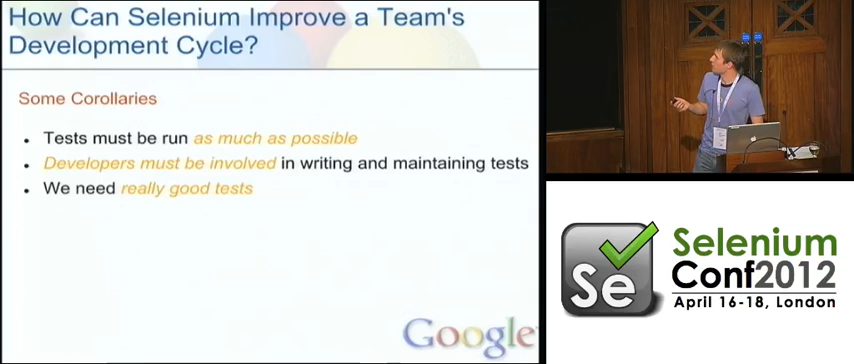 How Can Selenium Improve a Team's
Development Cycle?
Some Corollaries
• Tests must be run as much as possible
• Developers must be involved in writing and maintaining tests
• We need really good tests
Google
Se
Selenium
Conf2012
April 16-18, London